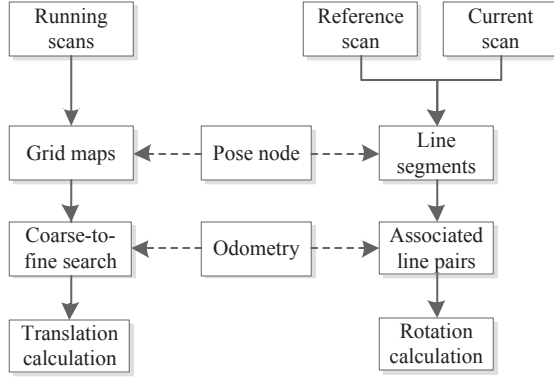 Running
scans
Reference
scan
Current
scan
Grid maps
Pose node
Line
segments
Coarse-to-
fine search
Odometry
Associated
line pairs
Translation
calculation
Rotation
calculation